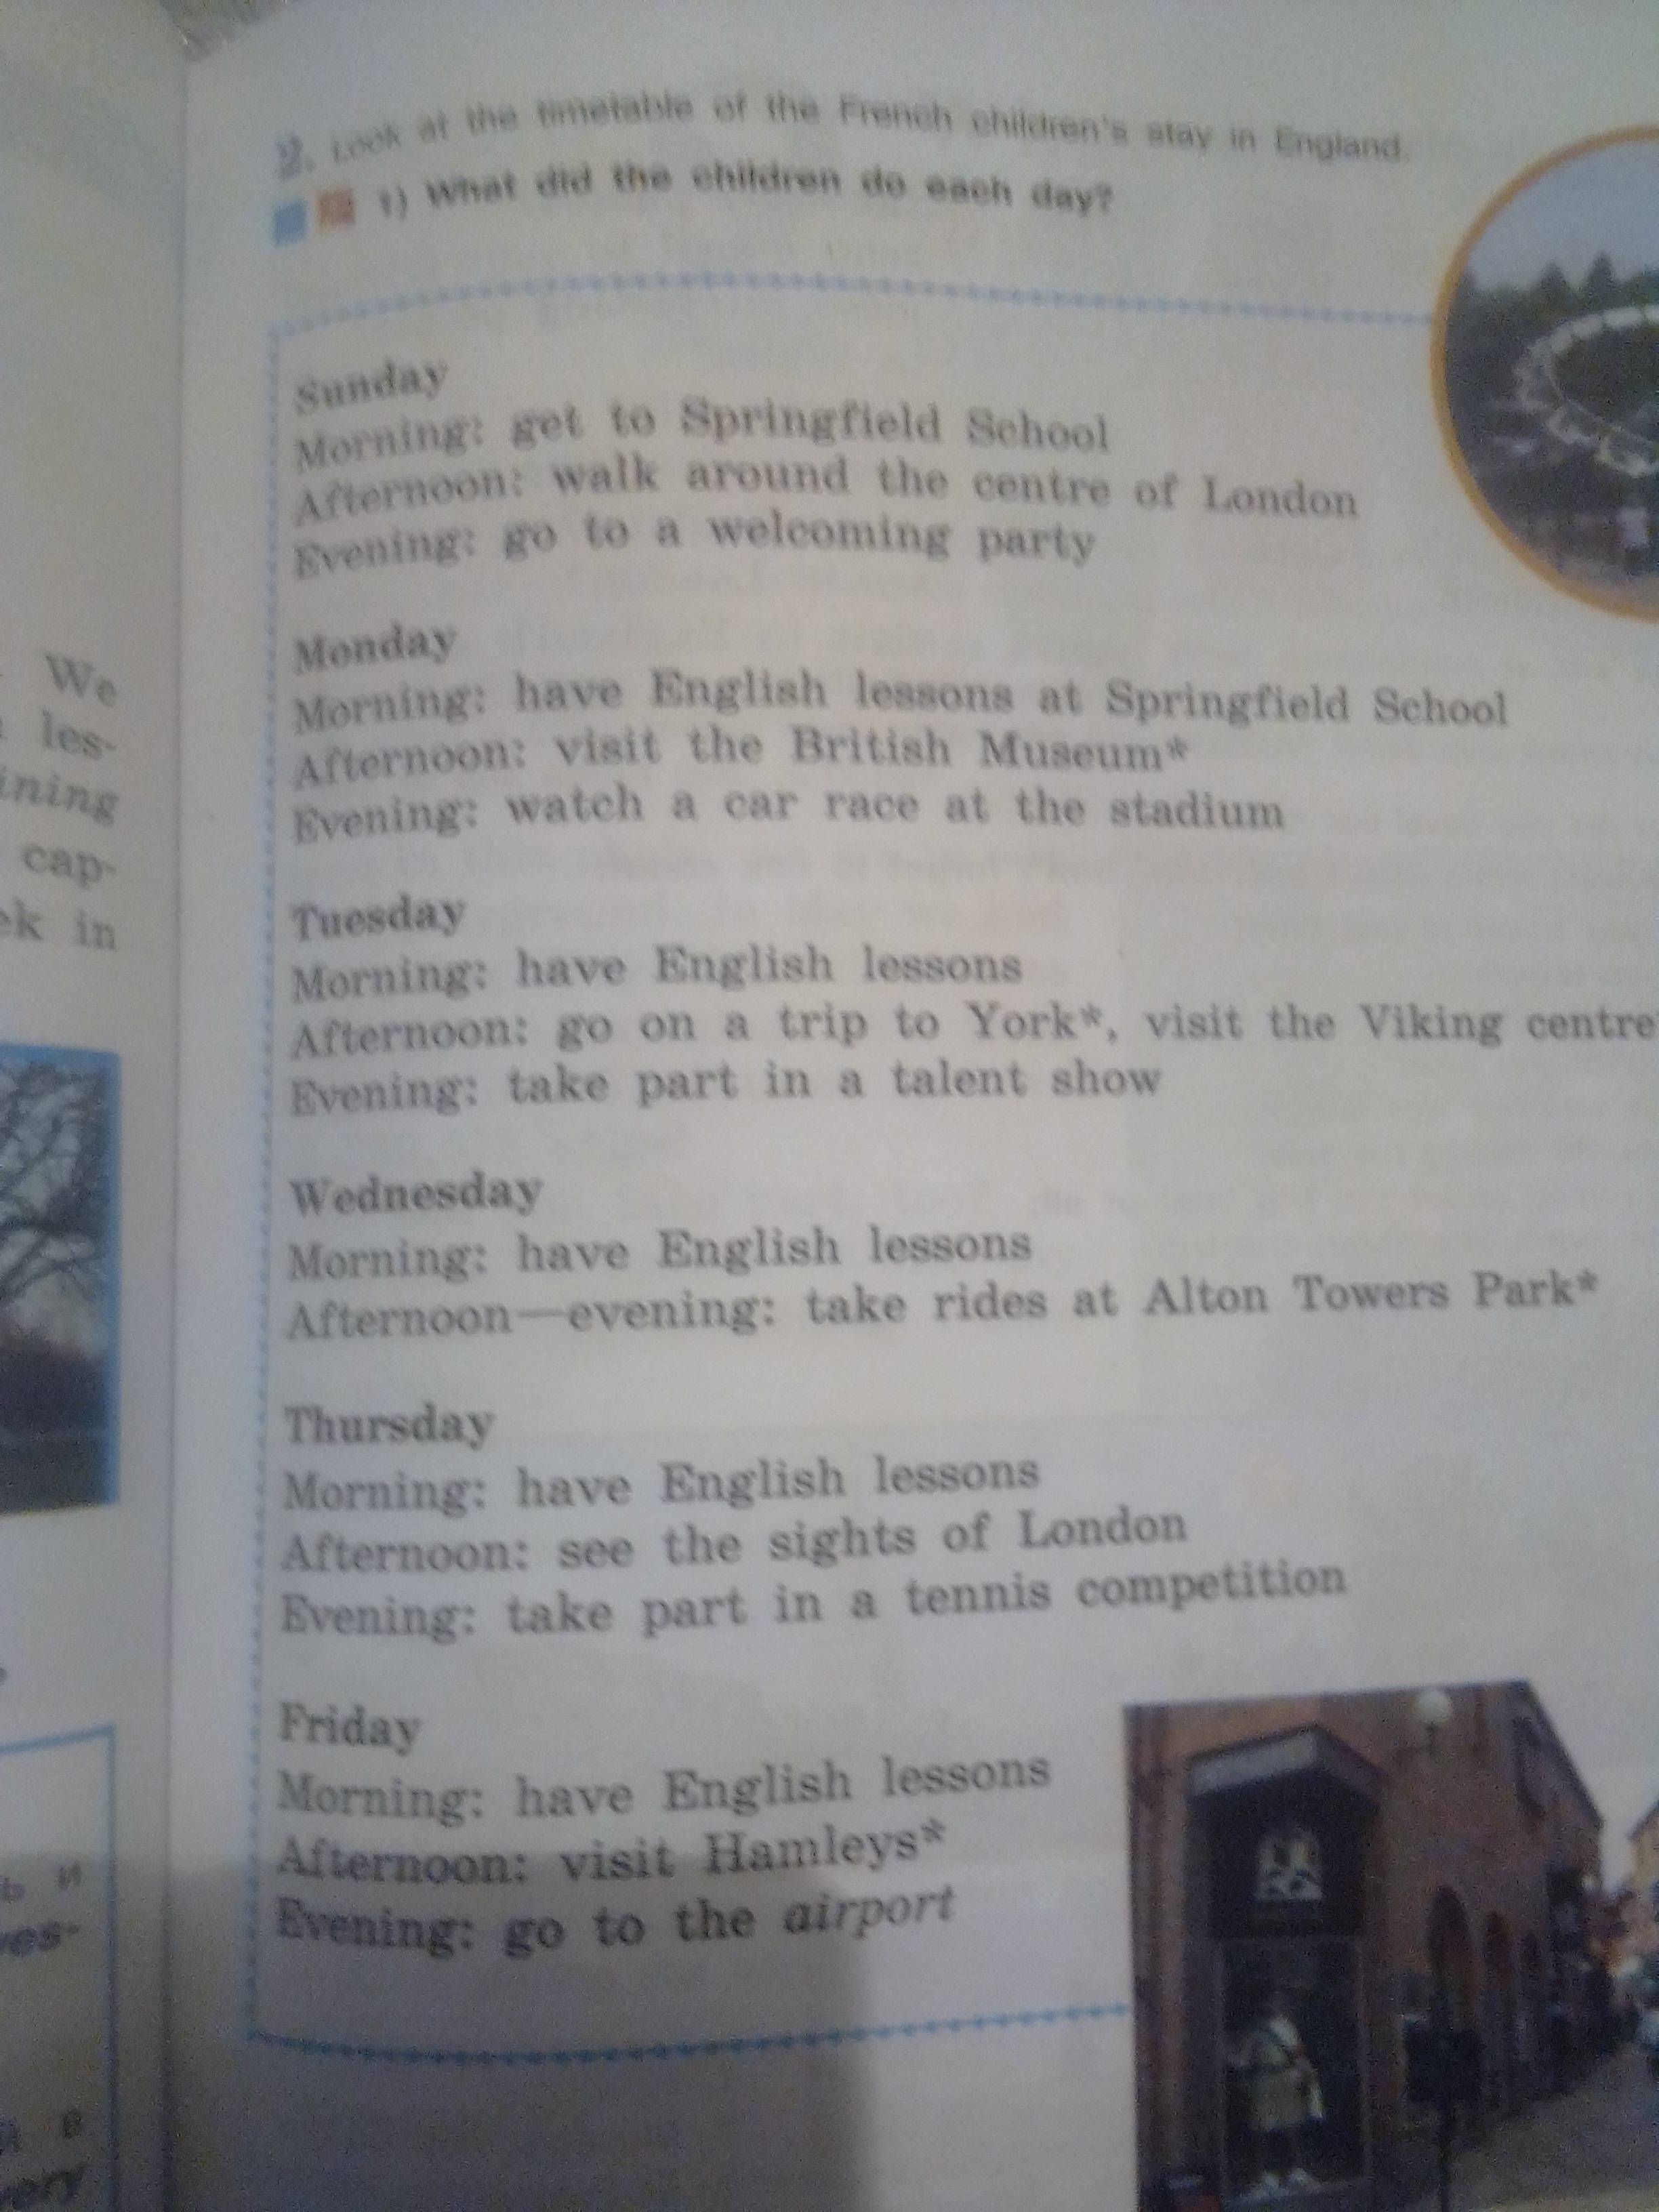 We
les-
ining
cap-
ek in
ь и
ves-
в
very
2. Look at the timetable of the French children's stay in England.
1) What did the children do each day?
Sunday
Morning: get to Springfield School
Afternoon: walk around the centre of London
Evening: go to a welcoming party
Monday
Morning: have English lessons at Springfield School
Afternoon: visit the British Museum*
Evening: watch a car race at the stadium
Tuesday
Morning: have English lessons
Afternoon: go on a trip to York*, visit the Viking centre*
Evening: take part in a talent show
Wednesday
Morning: have English lessons
Afternoon—evening: take rides at Alton Towers Park*
Thursday
Morning: have English lessons
Afternoon: see the sights of London
Evening: take part in a tennis competition
Friday
Morning: have English lessons
Afternoon: visit Hamleys*
Evening: go to the airport